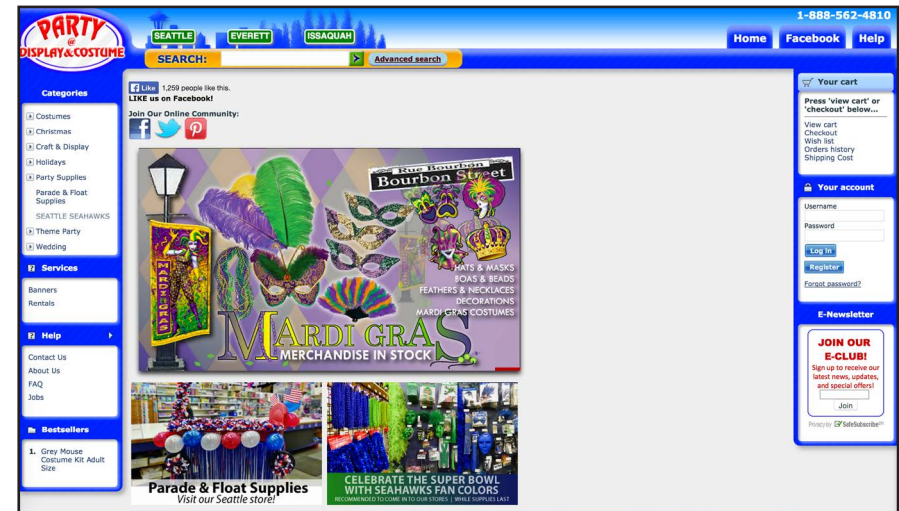 PARTY
@
DISPLAY & COSTUME
SEATTLE
EVERETT
ISSAQUAH
1-888-562-4810
Home
Facebook
Help
SEARCH:
Advanced search
Categories
Costumes
Christmas
Craft & Display
Holidays
Party Supplies
Parade & Float
Supplies
SEATTLE SEAHAWKS
Theme Party
Wedding
Services
Banners
Rentals
Help
Contact Us
About Us
FAQ
Jobs
Bestsellers
1. Grey Mouse
Costume Kit Adult
Size
Like 1,259 people like this.
LIKE us on Facebook!
Join Our Online Community:
Rue Bourbon
Bourbon Street
MARDI GRAS
HATS & MASKS
BOAS & BEADS
FEATHERS & NECKLACES
DECORATIONS
MARDI GRAS COSTUMES
MARDI GRAS
MERCHANDISE IN STOCK
Parade & Float Supplies
Visit our Seattle store!
CELEBRATE THE SUPER BOWL
WITH SEAHAWKS FAN COLORS
RECOMMENDED TO COME IN TO OUR STORES | WHILE SUPPLIES LAST
Your cart
Press 'view cart' or
'checkout' below...
View cart
Checkout
Wish list
Orders history
Shipping Cost
Your account
Username
Password
Log in
Register
Forgot password?
E-Newsletter
JOIN OUR
E-CLUB!
Sign up to receive our
latest news, updates,
and special offers!
Join
Privacy by SafeSubscribe℠